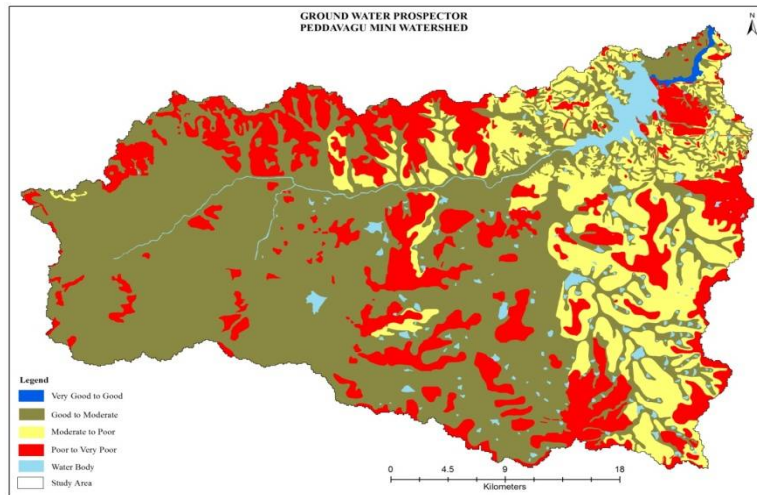 GROUND WATER PROSPECTOR
PEDDAVAGU MINI WATERSHED
N
Legend
Very Good to Good
Good to Moderate
Moderate to Poor
Poor to Very Poor
Water Body
Study Area
0 4.5 9 18
Kilometers